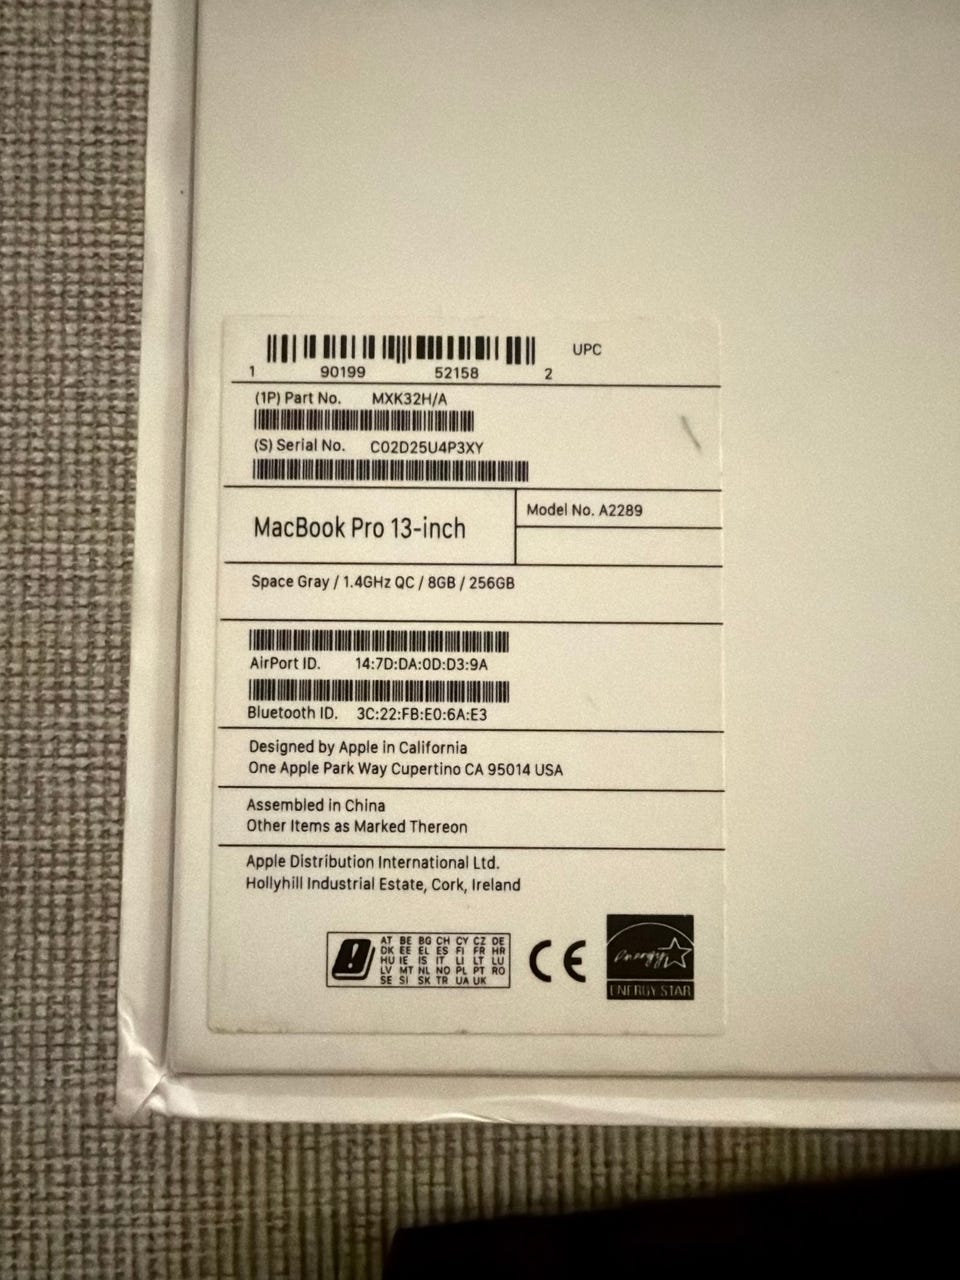 UPC
1 90199 52158 2
(1P) Part No. MXK32H/A
(S) Serial No. C02D25U4P3XY
MacBook Pro 13-inch
Model No. A2289
Space Gray / 1.4GHz QC / 8GB / 256GB
AirPort ID. 14:7D:DA:0D:D3:9A
Bluetooth ID. 3C:22:FB:E0:6A:E3
Designed by Apple in California
One Apple Park Way Cupertino CA 95014 USA
Assembled in China
Other Items as Marked Thereon
Apple Distribution International Ltd.
Hollyhill Industrial Estate, Cork, Ireland
AT BE BG CH CY CZ DE
DK EE EL ES FI FR HR
HU IE IS IT LI LT LU
LV MT NL NO PL PT RO
SE SI SK TR UA UK
CE
energy
ENERGY STAR